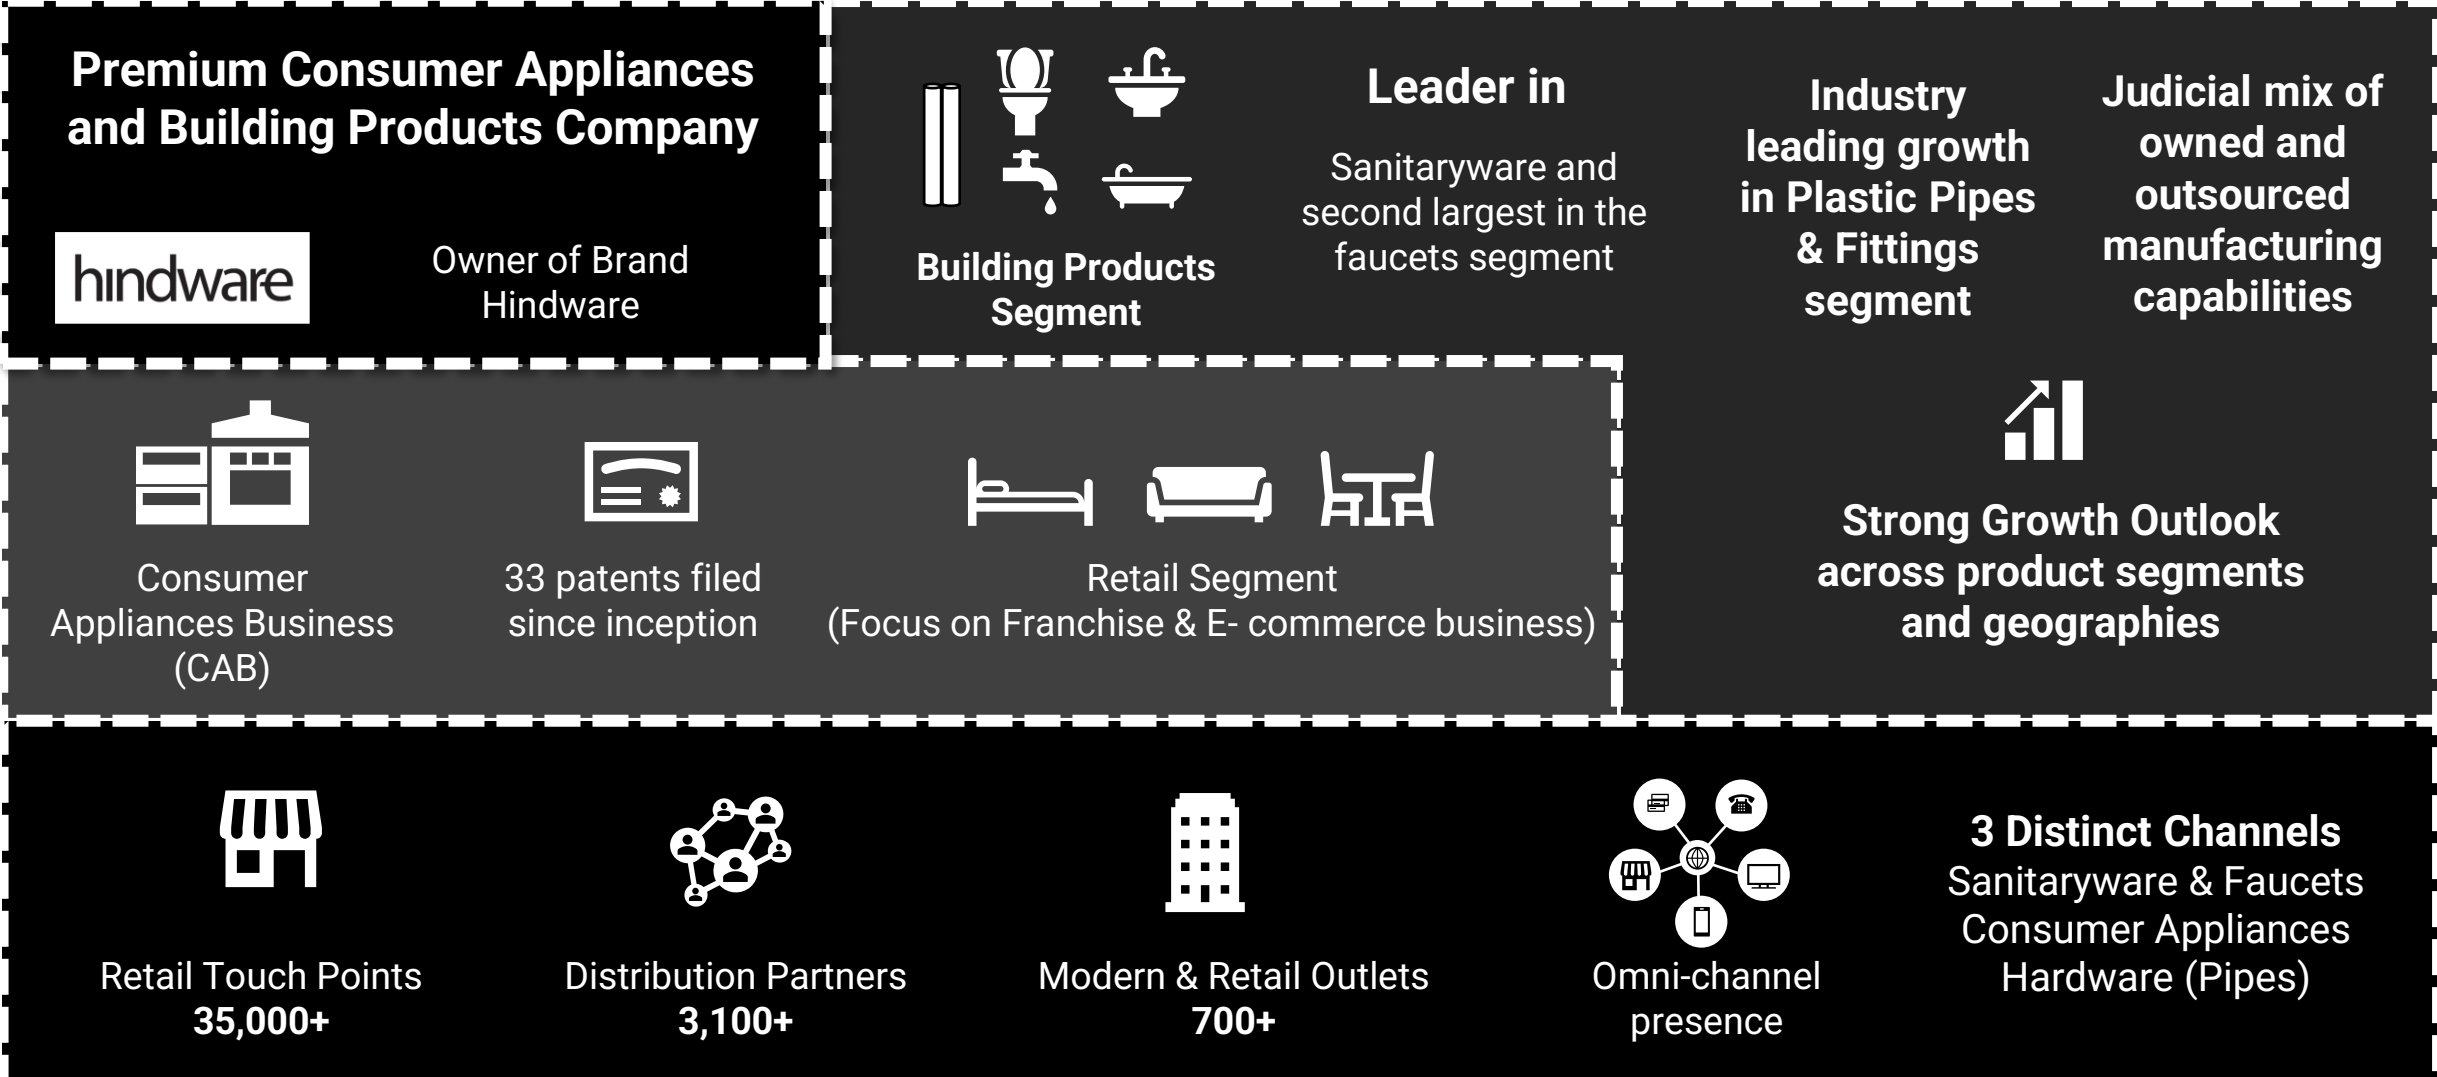 Premium Consumer Appliances
and Building Products Company
hindware
Owner of Brand
Hindware
Building Products
Segment
Leader in
Sanitaryware and
second largest in the
faucets segment
Industry
leading growth
in Plastic Pipes
& Fittings
segment
Judicial mix of
owned and
outsourced
manufacturing
capabilities
Consumer
Appliances Business
(CAB)
33 patents filed
since inception
Retail Segment
(Focus on Franchise & E- commerce business)
Strong Growth Outlook
across product segments
and geographies
Retail Touch Points
35,000+
Distribution Partners
3,100+
Modern & Retail Outlets
700+
Omni-channel
presence
3 Distinct Channels
Sanitaryware & Faucets
Consumer Appliances
Hardware (Pipes)